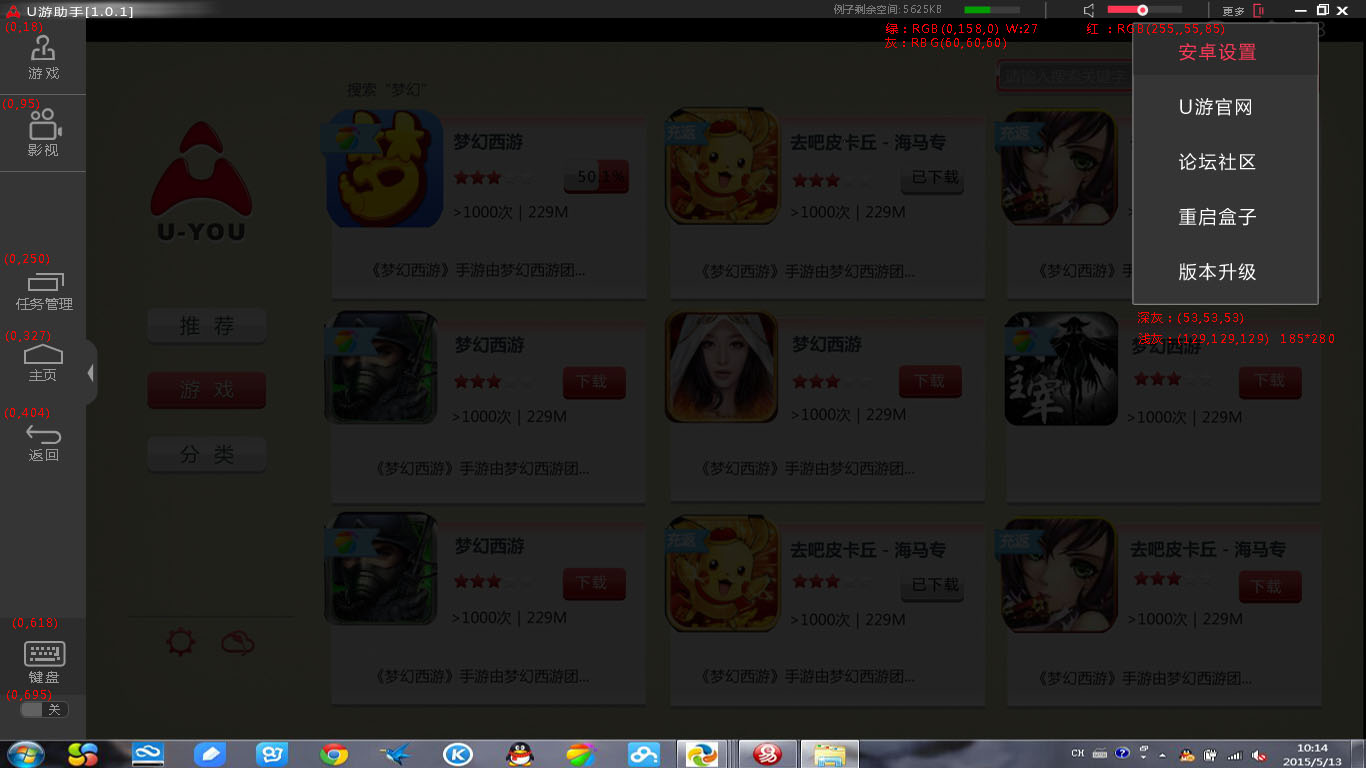 U游助手[1.0.1]
例子剩余空间:5625KB
更多
(0,18)
绿：RGB(0,158,0) W:27
红 ：RGB(255,,55,85)
灰：RBG(60,60,60)
游戏
安卓设置
(0,95)
影视
U游官网
论坛社区
重启盒子
版本升级
请输入搜索关键字
搜索 "梦幻"
梦幻西游
50.1%
>1000次 | 229M
《梦幻西游》手游由梦幻西游团...
充返
去吧皮卡丘 - 海马专
已下载
>1000次 | 229M
《梦幻西游》手游由梦幻西游团...
充返
《梦幻西游》手
U-YOU
(0,250)
任务管理
深灰：(53,53,53)
浅灰：(129,129,129) 185*280
推 荐
(0,327)
主页
游 戏
(0,404)
返回
分 类
梦幻西游
下载
>1000次 | 229M
《梦幻西游》手游由梦幻西游团...
梦幻西游
下载
>1000次 | 229M
《梦幻西游》手游由梦幻西游团...
主宰
梦幻西游
下载
>1000次 | 229M
梦幻西游
下载
>1000次 | 229M
《梦幻西游》手游由梦幻西游团...
充返
去吧皮卡丘 - 海马专
已下载
>1000次 | 229M
《梦幻西游》手游由梦幻西游团...
充返
去吧皮卡丘 - 海马专
下载
>1000次 | 229M
《梦幻西游》手游由梦幻西游团...
(0,618)
键盘
(0,695)
关
CH
10:14
2015/5/13